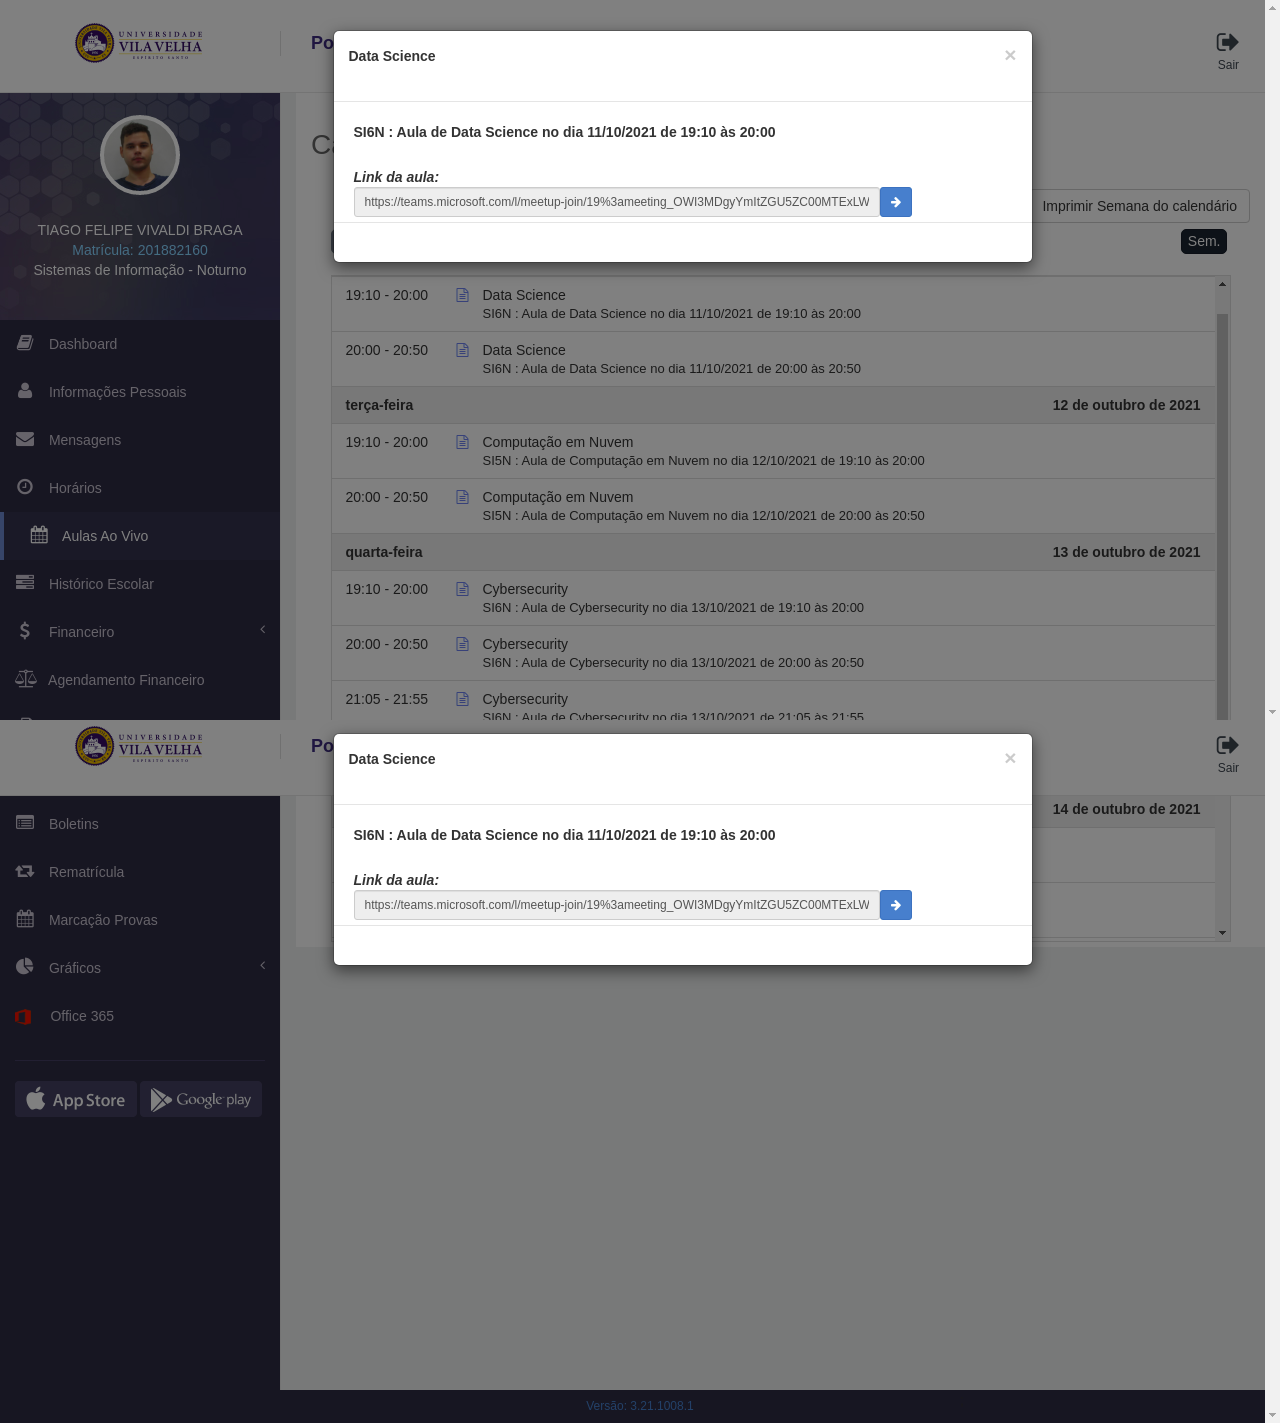 UNIVERSIDADE
VILA VELHA
ESPÍRITO SANTO
Po
Sair
Data Science
×
SI6N : Aula de Data Science no dia 11/10/2021 de 19:10 às 20:00
Link da aula:
https://teams.microsoft.com/l/meetup-join/19%3ameeting_OWI3MDgyYmItZGU5ZC00MTExLW
TIAGO FELIPE VIVALDI BRAGA
Matrícula: 201882160
Sistemas de Informação - Noturno
Dashboard
Informações Pessoais
Mensagens
Horários
Aulas Ao Vivo
Histórico Escolar
Financeiro
Agendamento Financeiro
Imprimir Semana do calendário
Sem.
19:10 - 20:00 Data Science
SI6N : Aula de Data Science no dia 11/10/2021 de 19:10 às 20:00
20:00 - 20:50 Data Science
SI6N : Aula de Data Science no dia 11/10/2021 de 20:00 às 20:50
terça-feira 12 de outubro de 2021
19:10 - 20:00 Computação em Nuvem
SI5N : Aula de Computação em Nuvem no dia 12/10/2021 de 19:10 às 20:00
20:00 - 20:50 Computação em Nuvem
SI5N : Aula de Computação em Nuvem no dia 12/10/2021 de 20:00 às 20:50
quarta-feira 13 de outubro de 2021
19:10 - 20:00 Cybersecurity
SI6N : Aula de Cybersecurity no dia 13/10/2021 de 19:10 às 20:00
20:00 - 20:50 Cybersecurity
SI6N : Aula de Cybersecurity no dia 13/10/2021 de 20:00 às 20:50
21:05 - 21:55 Cybersecurity
SI6N : Aula de Cybersecurity no dia 13/10/2021 de 21:05 às 21:55
UNIVERSIDADE
VILA VELHA
ESPÍRITO SANTO
Po
Sair
Data Science
×
SI6N : Aula de Data Science no dia 11/10/2021 de 19:10 às 20:00
Link da aula:
https://teams.microsoft.com/l/meetup-join/19%3ameeting_OWI3MDgyYmItZGU5ZC00MTExLW
14 de outubro de 2021
Boletins
Rematrícula
Marcação Provas
Gráficos
Office 365
App Store
Google play
Versão: 3.21.1008.1